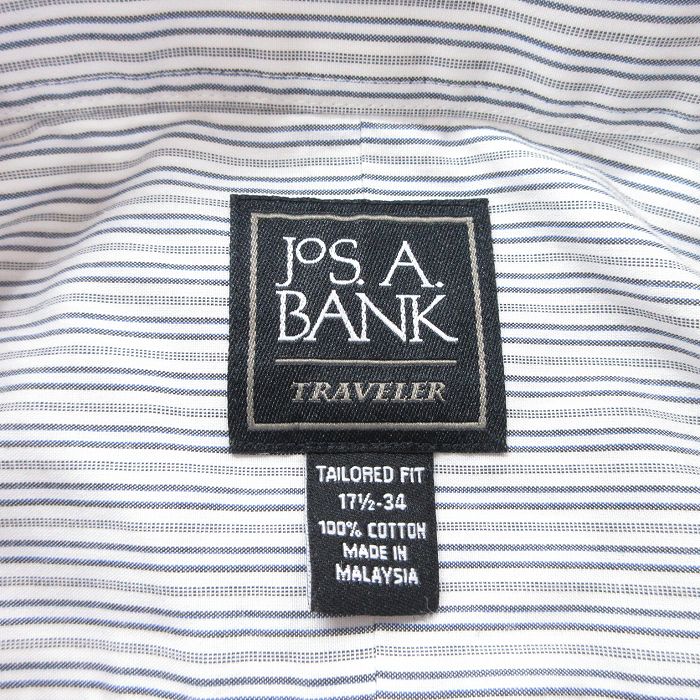 JoS. A.
BANK
TRAVELER
TAILORED FIT
17½-34
100% COTTON
MADE IN
MALAYSIA